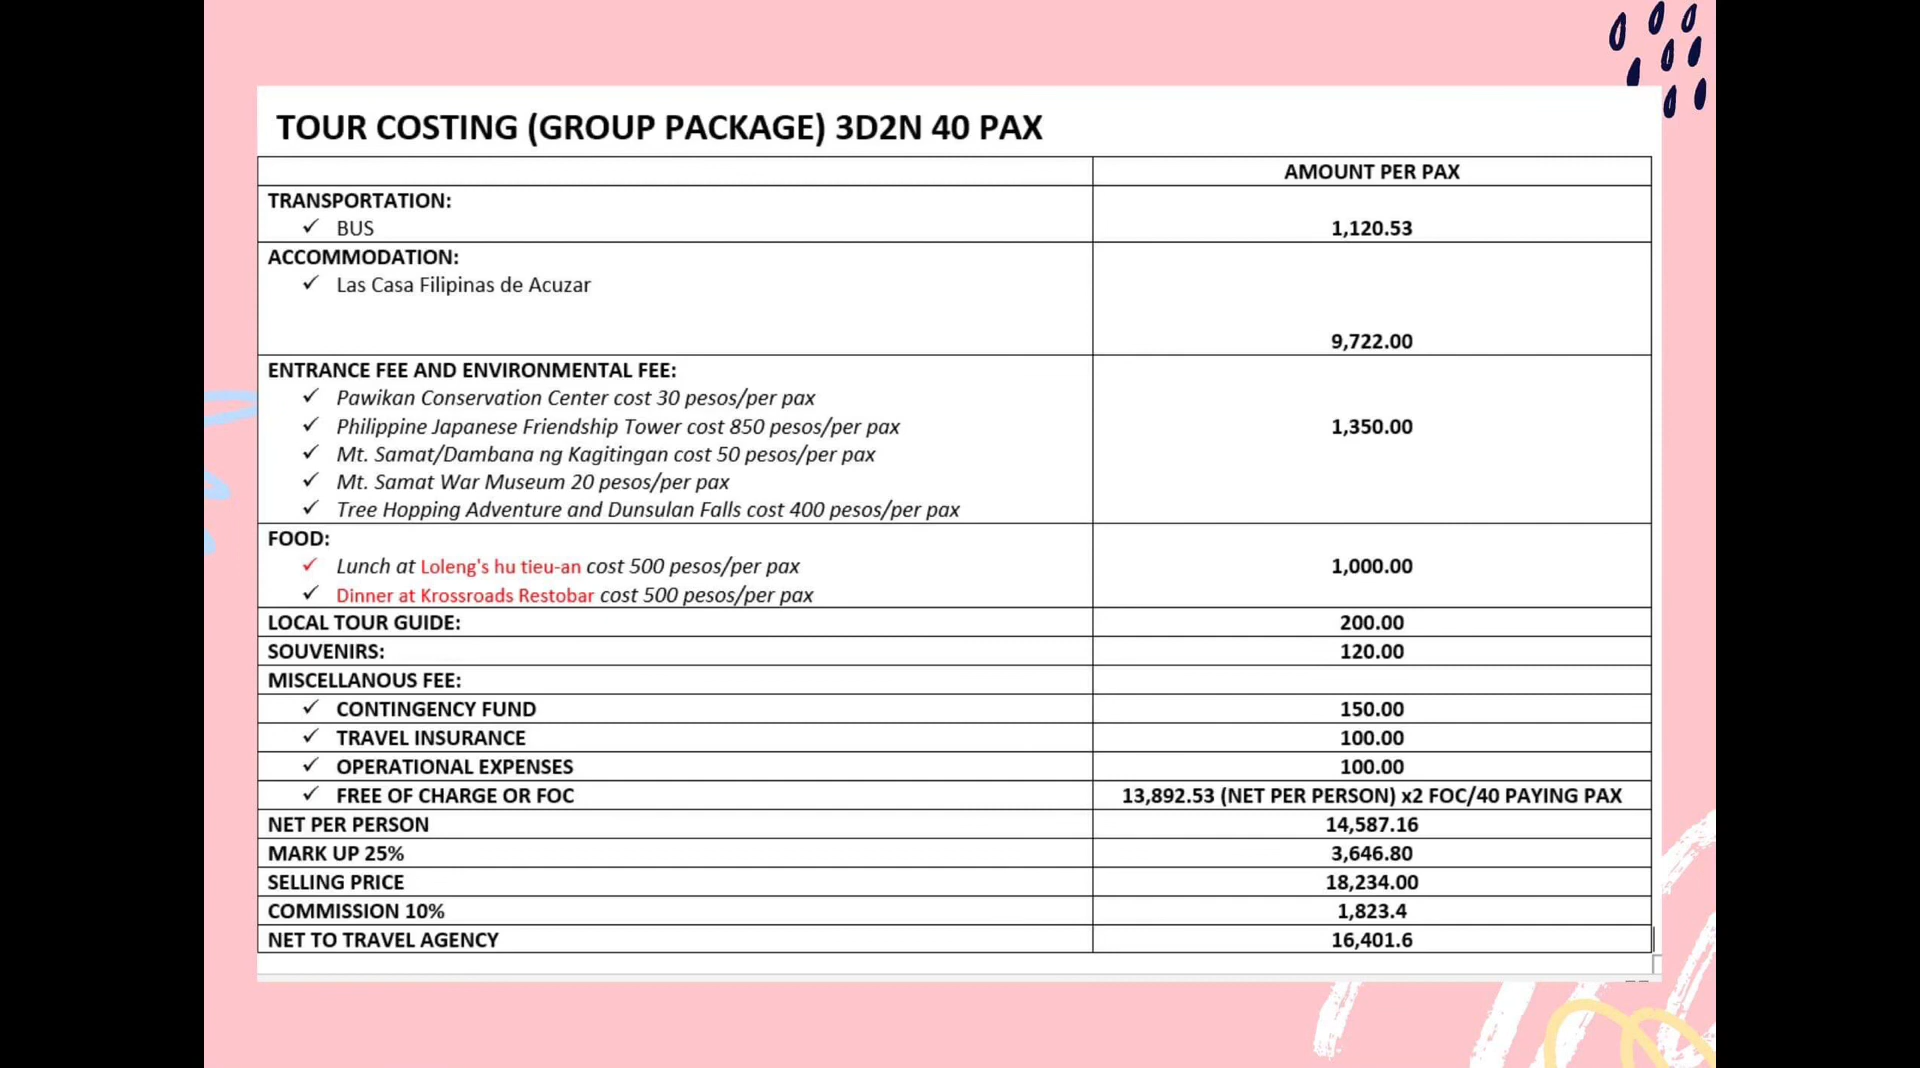 TOUR COSTING (GROUP PACKAGE) 3D2N 40 PAX
AMOUNT PER PAX
TRANSPORTATION:
✓ BUS 1,120.53
ACCOMMODATION:
✓ Las Casa Filipinas de Acuzar
9,722.00
ENTRANCE FEE AND ENVIRONMENTAL FEE:
✓ Pawikan Conservation Center cost 30 pesos/per pax
✓ Philippine Japanese Friendship Tower cost 850 pesos/per pax 1,350.00
✓ Mt. Samat/Dambana ng Kagitingan cost 50 pesos/per pax
✓ Mt. Samat War Museum 20 pesos/per pax
✓ Tree Hopping Adventure and Dunsulan Falls cost 400 pesos/per pax
FOOD:
✓ Lunch at Loleng's hu tieu-an cost 500 pesos/per pax 1,000.00
✓ Dinner at Krossroads Restobar cost 500 pesos/per pax
LOCAL TOUR GUIDE: 200.00
SOUVENIRS: 120.00
MISCELLANOUS FEE:
✓ CONTINGENCY FUND 150.00
✓ TRAVEL INSURANCE 100.00
✓ OPERATIONAL EXPENSES 100.00
✓ FREE OF CHARGE OR FOC 13,892.53 (NET PER PERSON) x2 FOC/40 PAYING PAX
NET PER PERSON 14,587.16
MARK UP 25% 3,646.80
SELLING PRICE 18,234.00
COMMISSION 10% 1,823.4
NET TO TRAVEL AGENCY 16,401.6